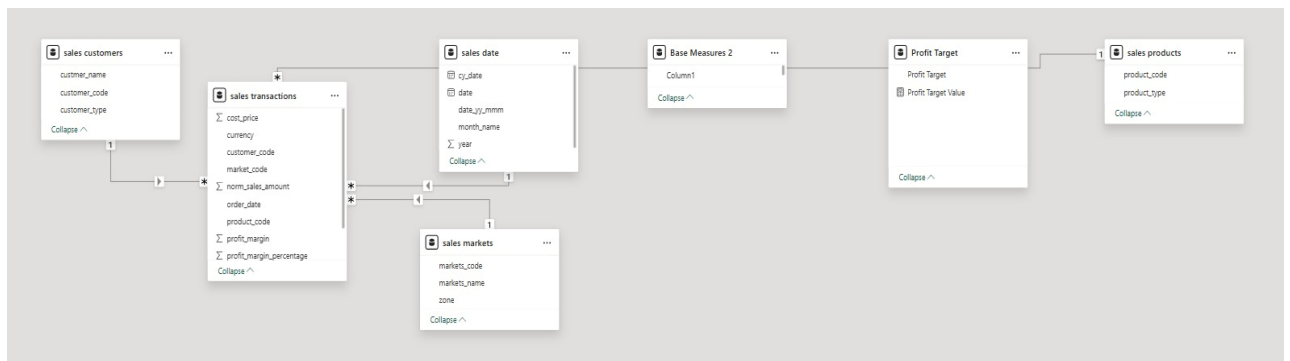 sales customers
custmer_name
customer_code
customer_type
Collapse
1
*
sales transactions
cost_price
currency
customer_code
market_code
norm_sales_amount
order_date
product_code
profit_margin
profit_margin_percentage
Collapse
*
*
*
sales date
cy_date
date
date_yy_mmm
month_name
year
Collapse
1
1
sales markets
markets_code
markets_name
zone
Collapse
Base Measures 2
Column1
Collapse
Profit Target
Profit Target
Profit Target Value
Collapse
1
sales products
product_code
product_type
Collapse